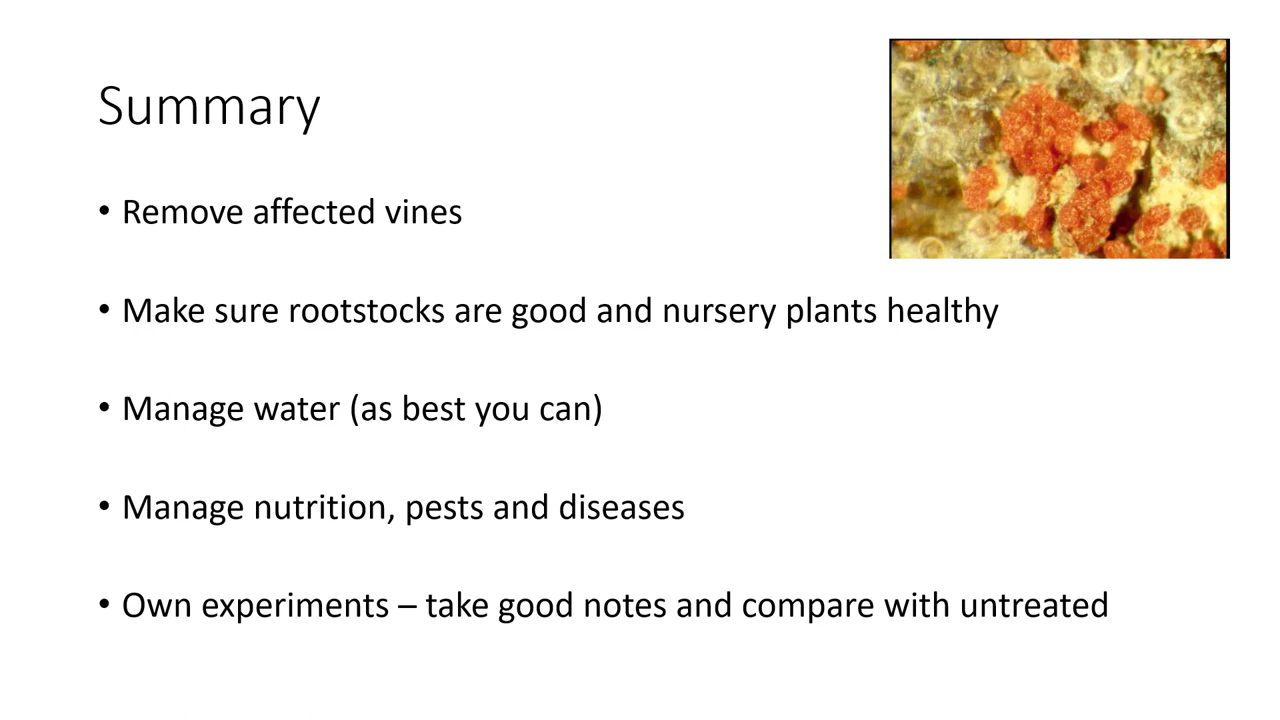 Summary
• Remove affected vines
• Make sure rootstocks are good and nursery plants healthy
• Manage water (as best you can)
• Manage nutrition, pests and diseases
• Own experiments – take good notes and compare with untreated